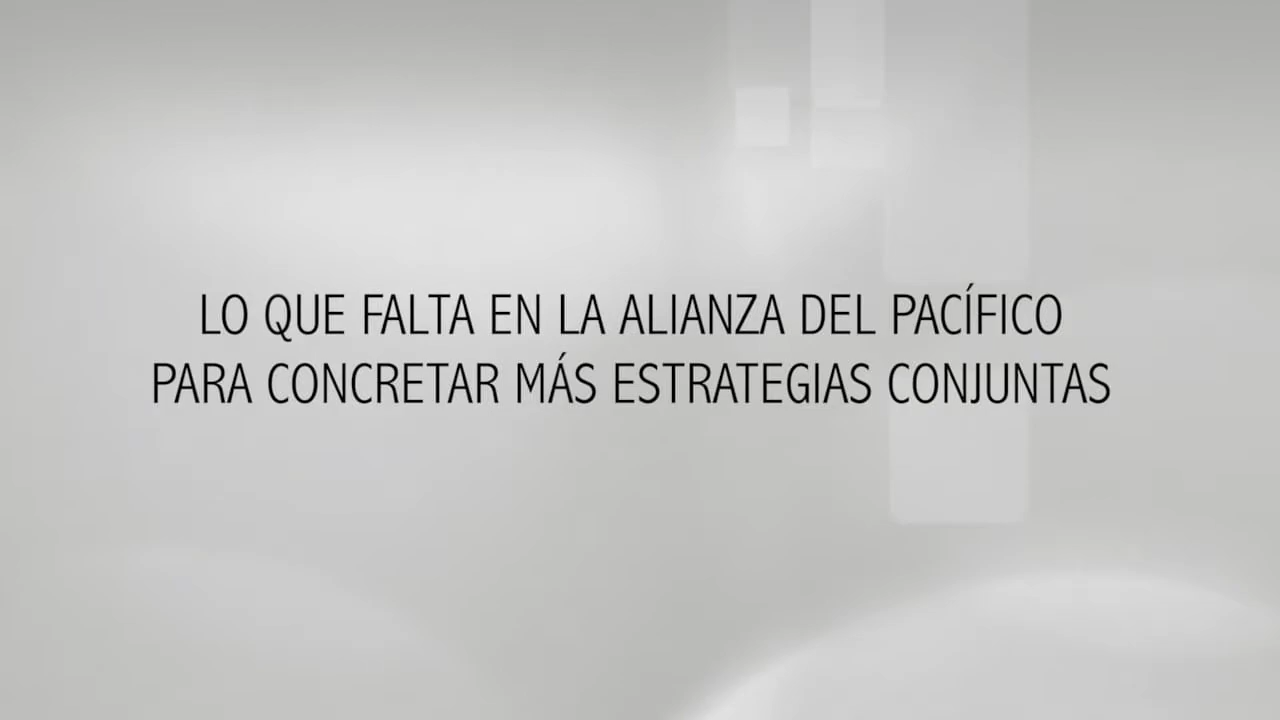 LO QUE FALTA EN LA ALIANZA DEL PACÍFICO
PARA CONCRETAR MÁS ESTRATEGIAS CONJUNTAS